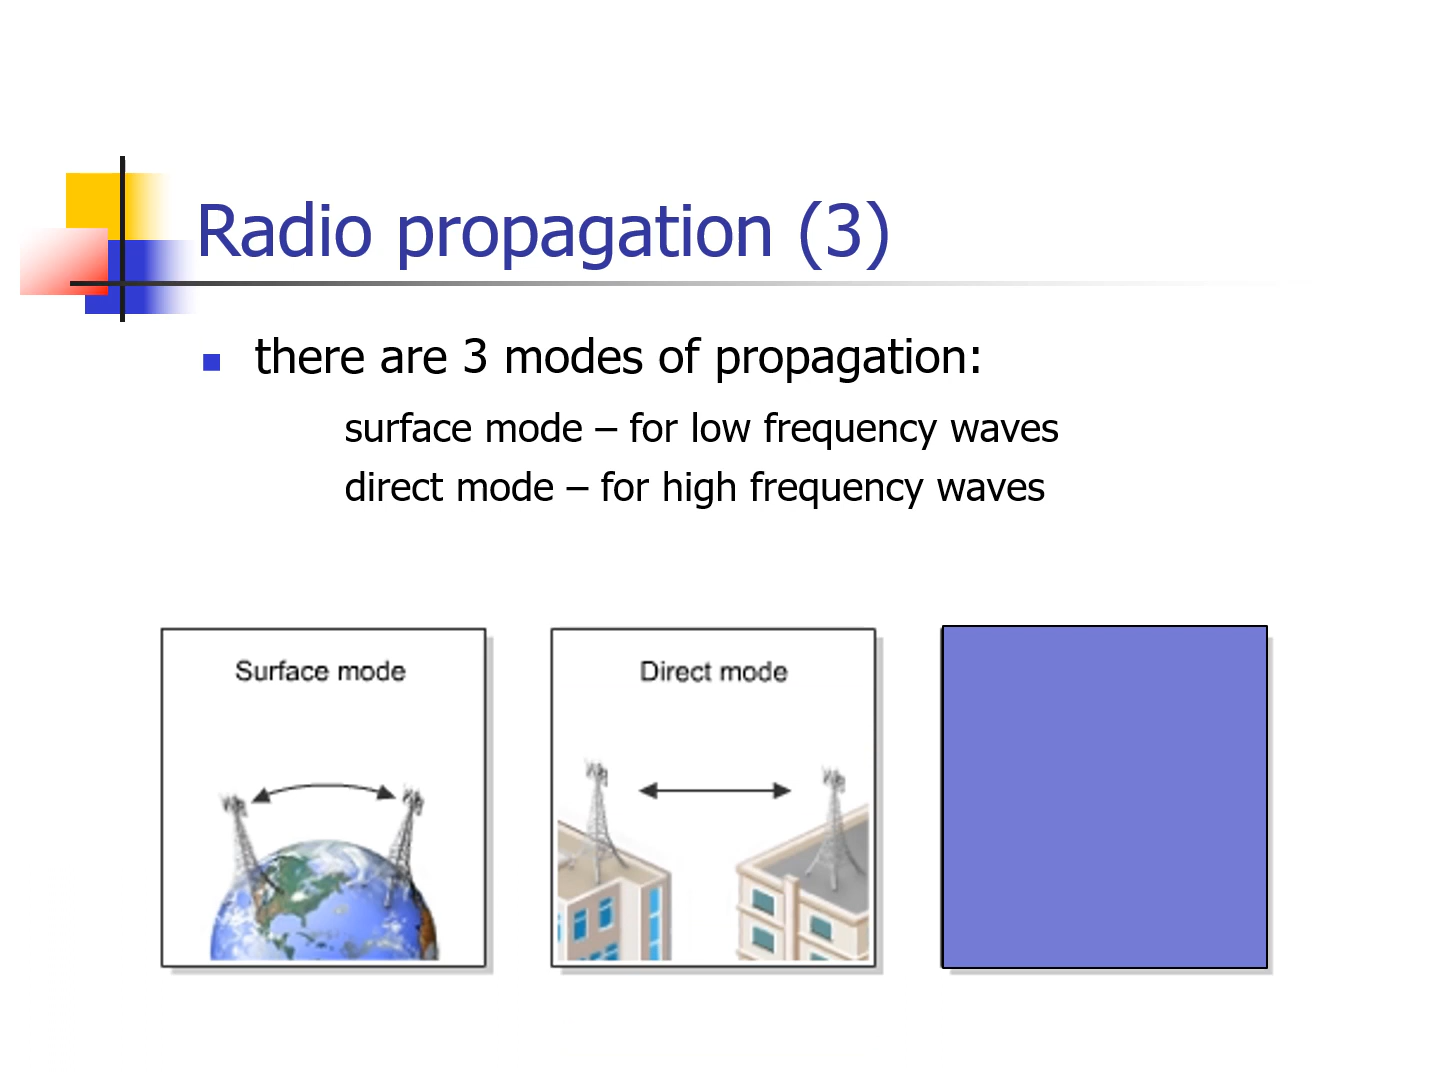 Radio propagation (3)
there are 3 modes of propagation:
surface mode – for low frequency waves
direct mode – for high frequency waves
Surface mode
Direct mode